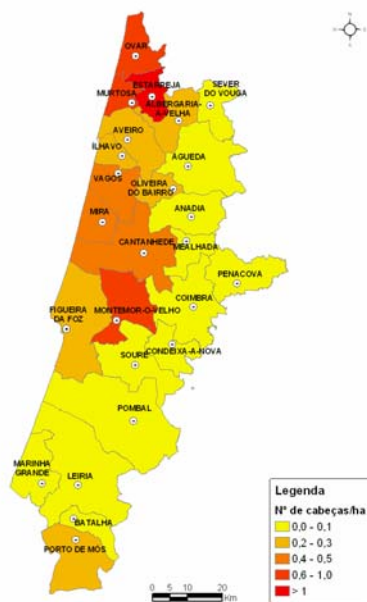 OVAR
ESTARREJA
MURTOSA
SEVER
DO VOUGA
ALBERGARIA-
A-VELHA
AVEIRO
ILHAVO
ÁGUEDA
VAGOS
OLIVEIRA
DO BAIRRO
ANADIA
MIRA
CANTANHEDE
MEALHADA
PENACOVA
COIMBRA
FIGUEIRA
DA FOZ
MONTEMOR-O-VELHO
CONDEIXA-A-NOVA
SOURE
POMBAL
MARINHA
GRANDE
LEIRIA
BATALHA
PORTO DE MÓS
Legenda
Nº de cabeças/ha
0,0 - 0,1
0,2 - 0,3
0,4 - 0,5
0,6 - 1,0
> 1
0 5 10 20
Km